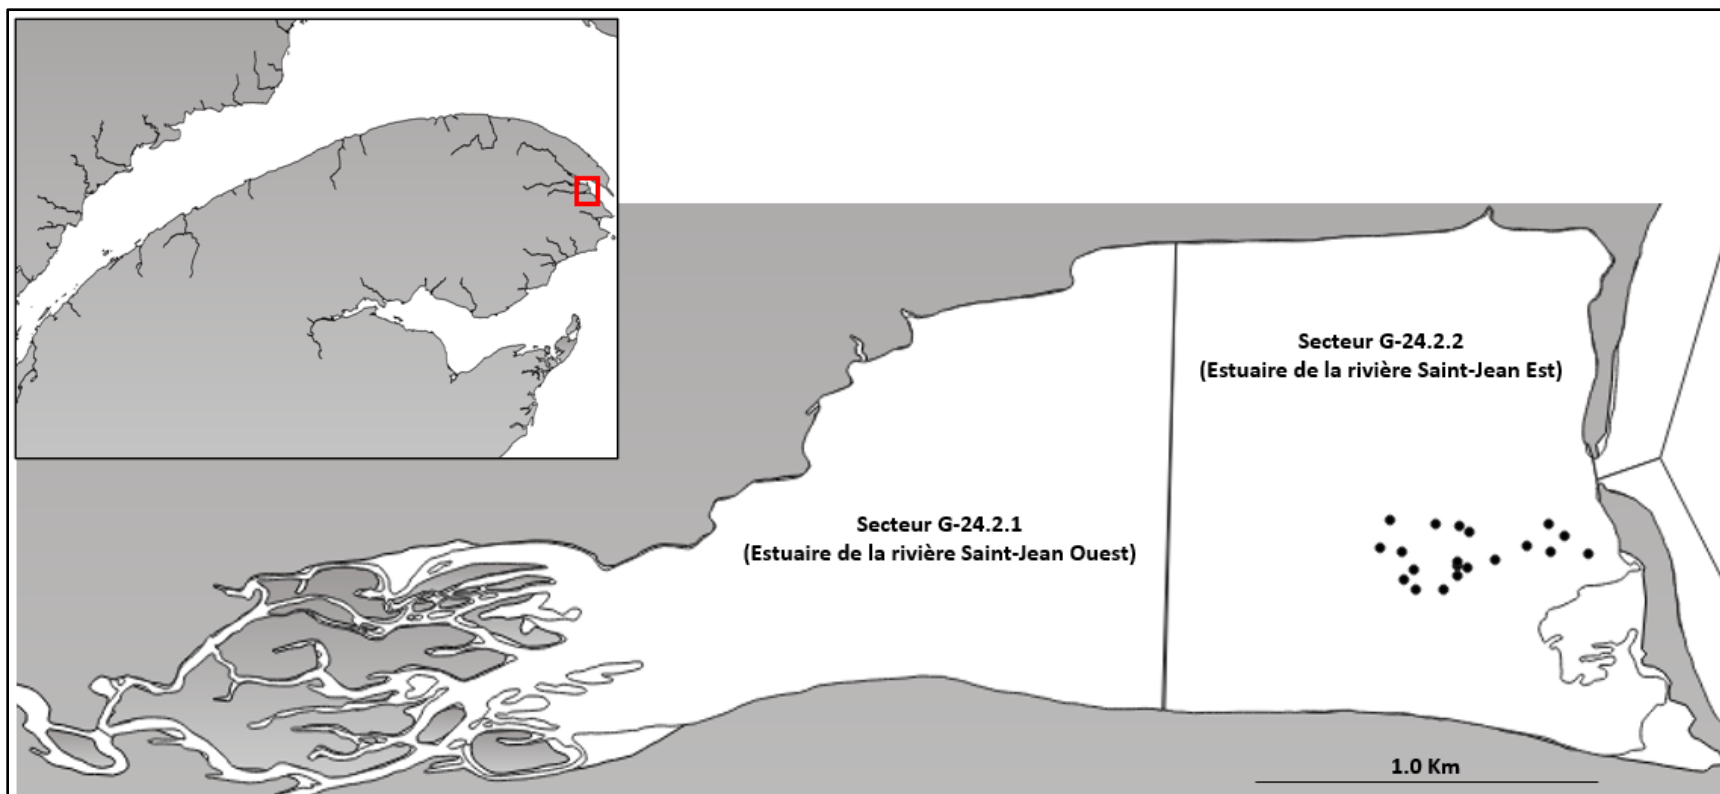 Secteur G-24.2.2
(Estuaire de la rivière Saint-Jean Est)
Secteur G-24.2.1
(Estuaire de la rivière Saint-Jean Ouest)
1.0 Km